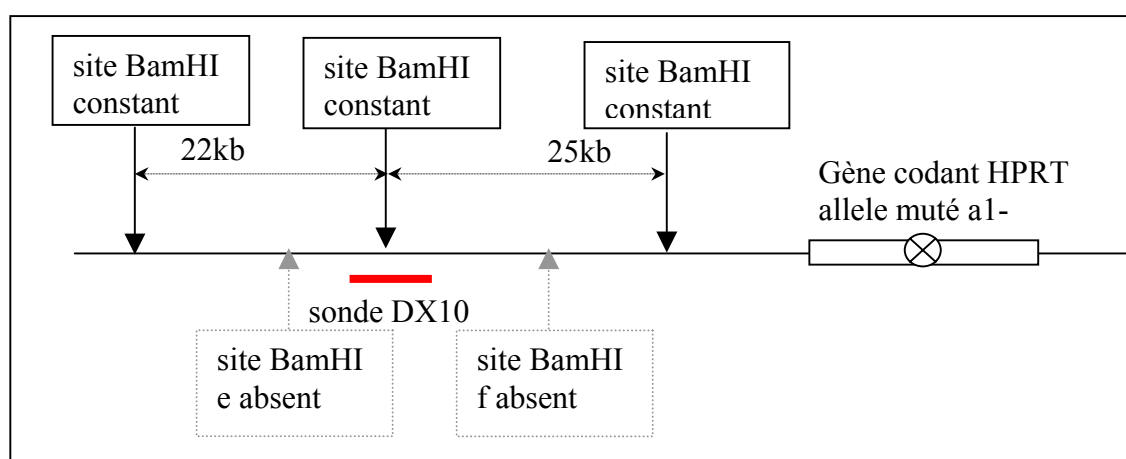 site BamHI
constant
site BamHI
constant
site BamHI
constant
22kb
25kb
Gène codant HPRT
allele muté a1-
sonde DX10
site BamHI
e absent
site BamHI
f absent